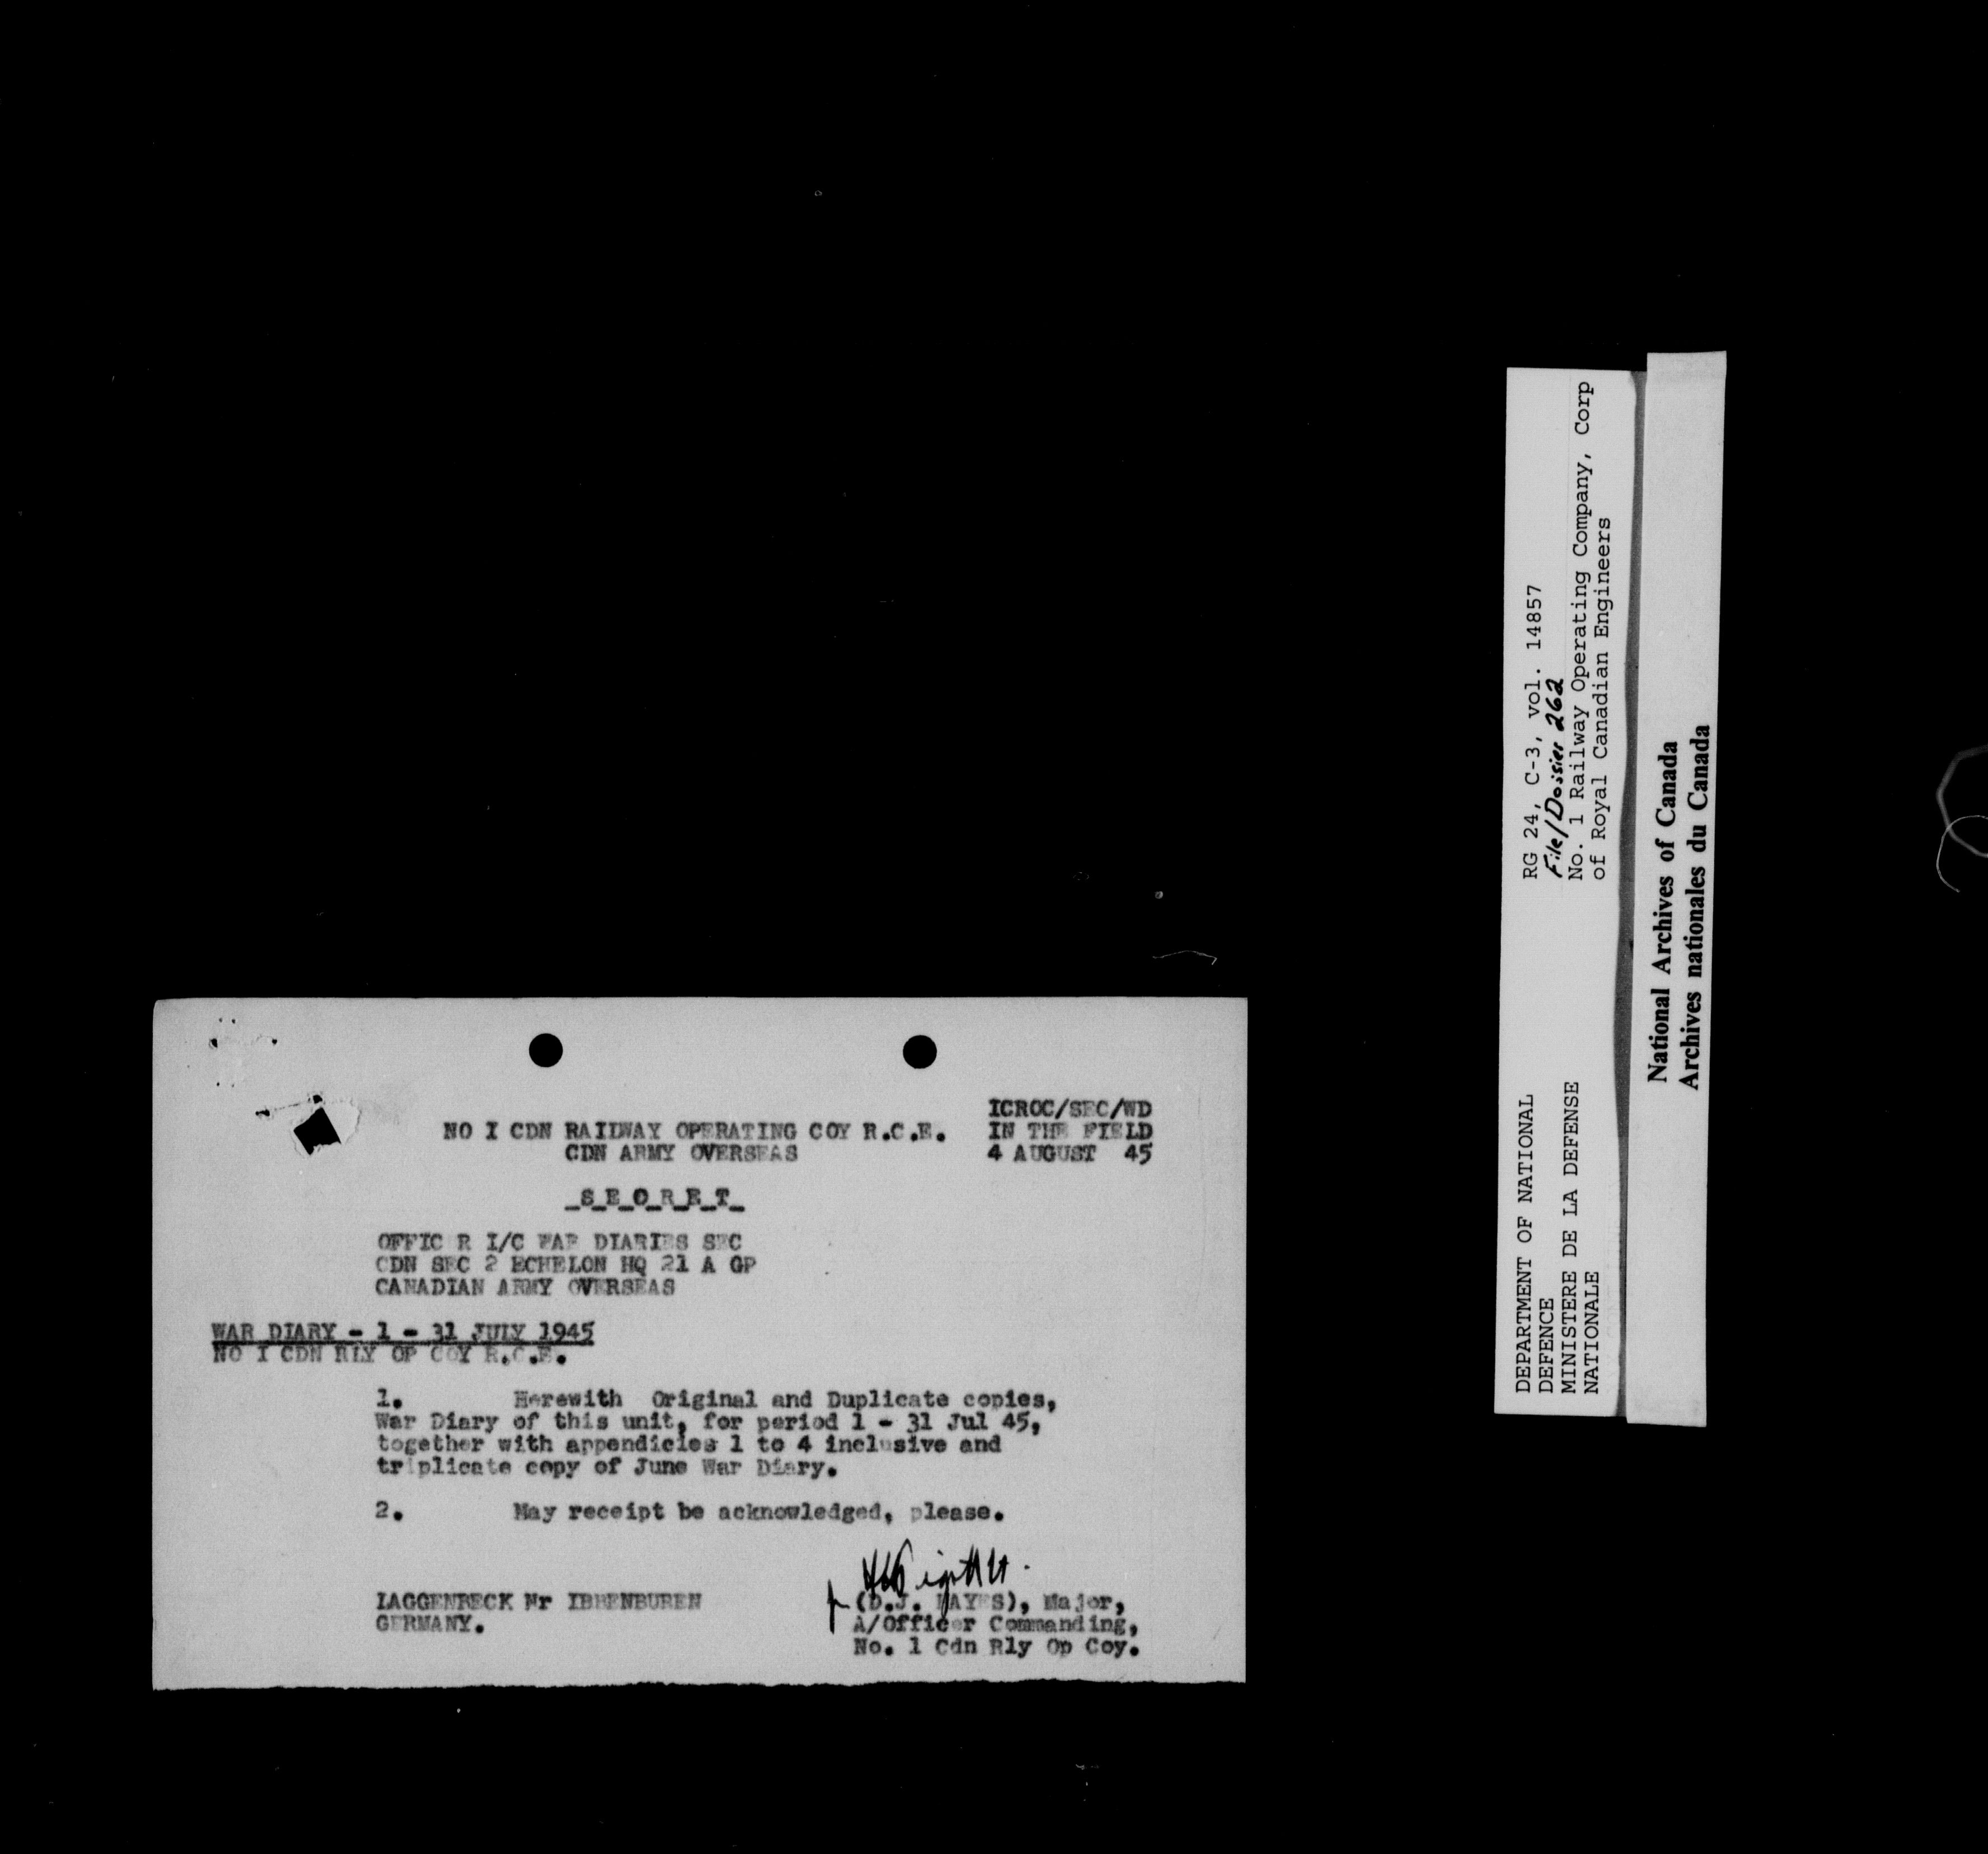 ICROC/SEC/WD
NO I CDN RAILWAY OPERATING COY R.C.E. IN THE FIELD
CDN ARMY OVERSEAS 4 AUGUST 45
S E C R E T
OFFIC R I/C WAR DIARIES SEC
CDN SEC 2 ECHELON HQ 21 A GP
CANADIAN ARMY OVERSEAS
WAR DIARY - 1 - 31 JULY 1945
NO I CDN RLY OP COY R.C.E.
1. Herewith Original and Duplicate copies,
War Diary of this unit, for period 1 - 31 Jul 45,
together with appendicies 1 to 4 inclusive and
triplicate copy of June War Diary.
2. May receipt be acknowledged, please.
LAGGENBECK Nr IBBENBUREN (D.J. HAYES), Major,
GERMANY. A/Officer Commanding,
No. 1 Cdn Rly Op Coy.
DEPARTMENT OF NATIONAL
DEFENCE
MINISTERE DE LA DEFENSE
NATIONALE
RG 24, C-3, vol. 14857
File/Dossier 262
No. 1 Railway Operating Company, Corp
of Royal Canadian Engineers
National Archives of Canada
Archives nationales du Canada